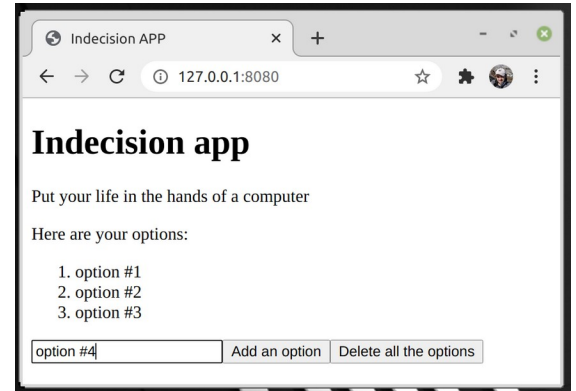 Indecision APP
127.0.0.1:8080
Indecision app
Put your life in the hands of a computer
Here are your options:
1. option #1
2. option #2
3. option #3
option #4 Add an option Delete all the options